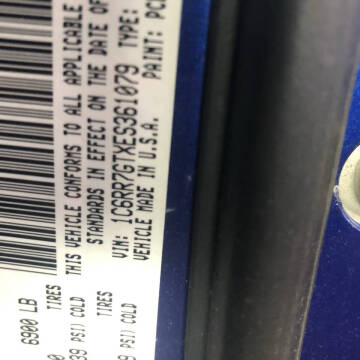 6900 LB TIRES
39 PSI) COLD
THIS VEHICLE CONFORMS TO ALL APPLICABLE
STANDARDS IN EFFECT ON THE DATE OF
TIRES
PSI) COLD
VIN: 1C6RR7GTXES361079 TYPE:
VEHICLE MADE IN U.S.A. PAINT: